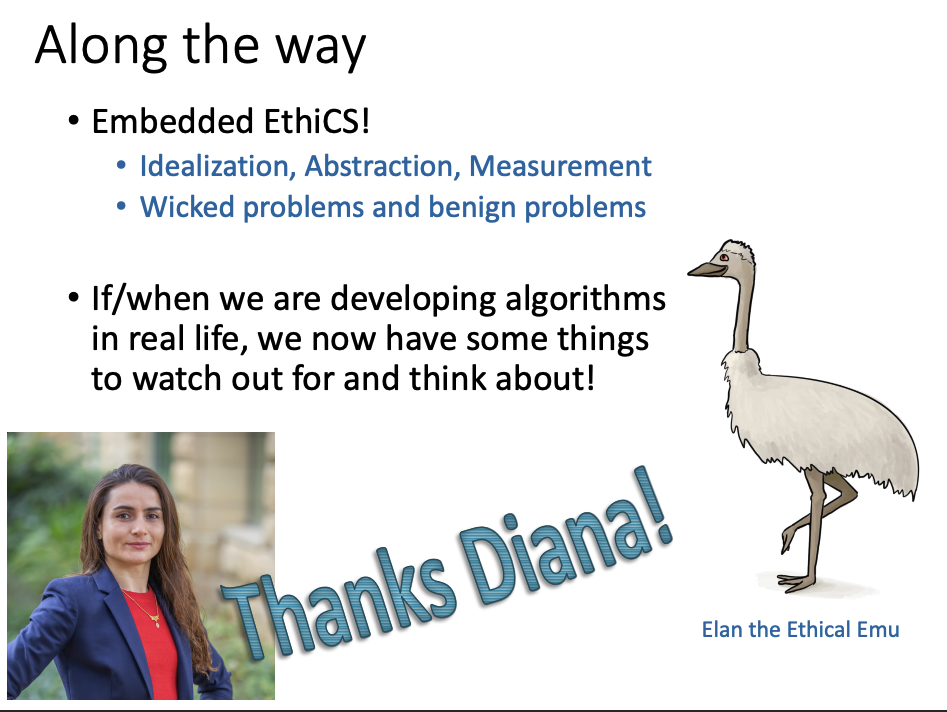 Along the way
• Embedded EthiCS!
• Idealization, Abstraction, Measurement
• Wicked problems and benign problems
• If/when we are developing algorithms
in real life, we now have some things
to watch out for and think about!
Thanks Diana!
Elan the Ethical Emu